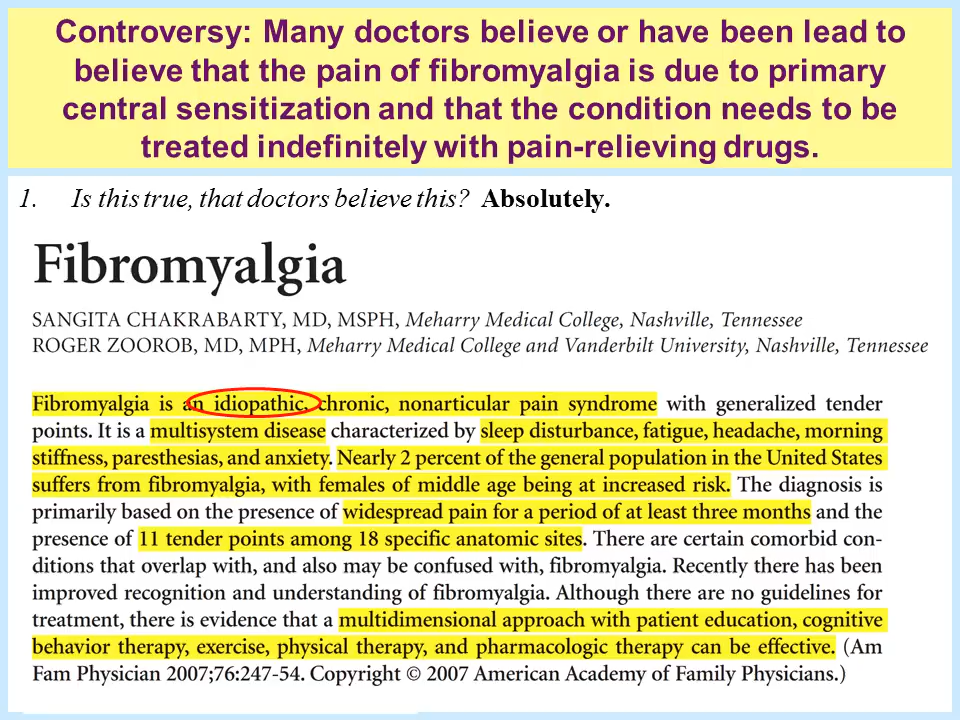 Controversy: Many doctors believe or have been lead to
believe that the pain of fibromyalgia is due to primary
central sensitization and that the condition needs to be
treated indefinitely with pain-relieving drugs.
1. Is this true, that doctors believe this? Absolutely.
Fibromyalgia
SANGITA CHAKRABARTY, MD, MSPH, Meharry Medical College, Nashville, Tennessee
ROGER ZOOROB, MD, MPH, Meharry Medical College and Vanderbilt University, Nashville, Tennessee
Fibromyalgia is an idiopathic, chronic, nonarticular pain syndrome with generalized tender
points. It is a multisystem disease characterized by sleep disturbance, fatigue, headache, morning
stiffness, paresthesias, and anxiety. Nearly 2 percent of the general population in the United States
suffers from fibromyalgia, with females of middle age being at increased risk. The diagnosis is
primarily based on the presence of widespread pain for a period of at least three months and the
presence of 11 tender points among 18 specific anatomic sites. There are certain comorbid con-
ditions that overlap with, and also may be confused with, fibromyalgia. Recently there has been
improved recognition and understanding of fibromyalgia. Although there are no guidelines for
treatment, there is evidence that a multidimensional approach with patient education, cognitive
behavior therapy, exercise, physical therapy, and pharmacologic therapy can be effective. (Am
Fam Physician 2007;76:247-54. Copyright © 2007 American Academy of Family Physicians.)